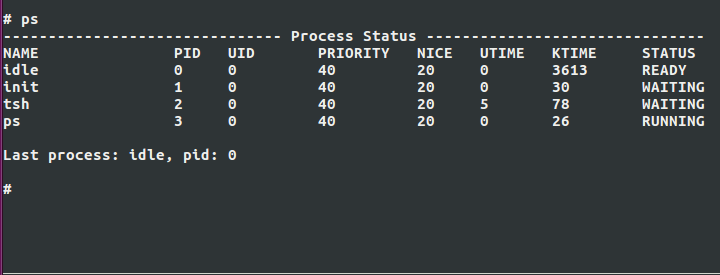 # ps
------------------------------- Process Status -------------------------------
NAME PID UID PRIORITY NICE UTIME KTIME STATUS
idle 0 0 40 20 0 3613 READY
init 1 0 40 20 0 30 WAITING
tsh 2 0 40 20 5 78 WAITING
ps 3 0 40 20 0 26 RUNNING
Last process: idle, pid: 0
#